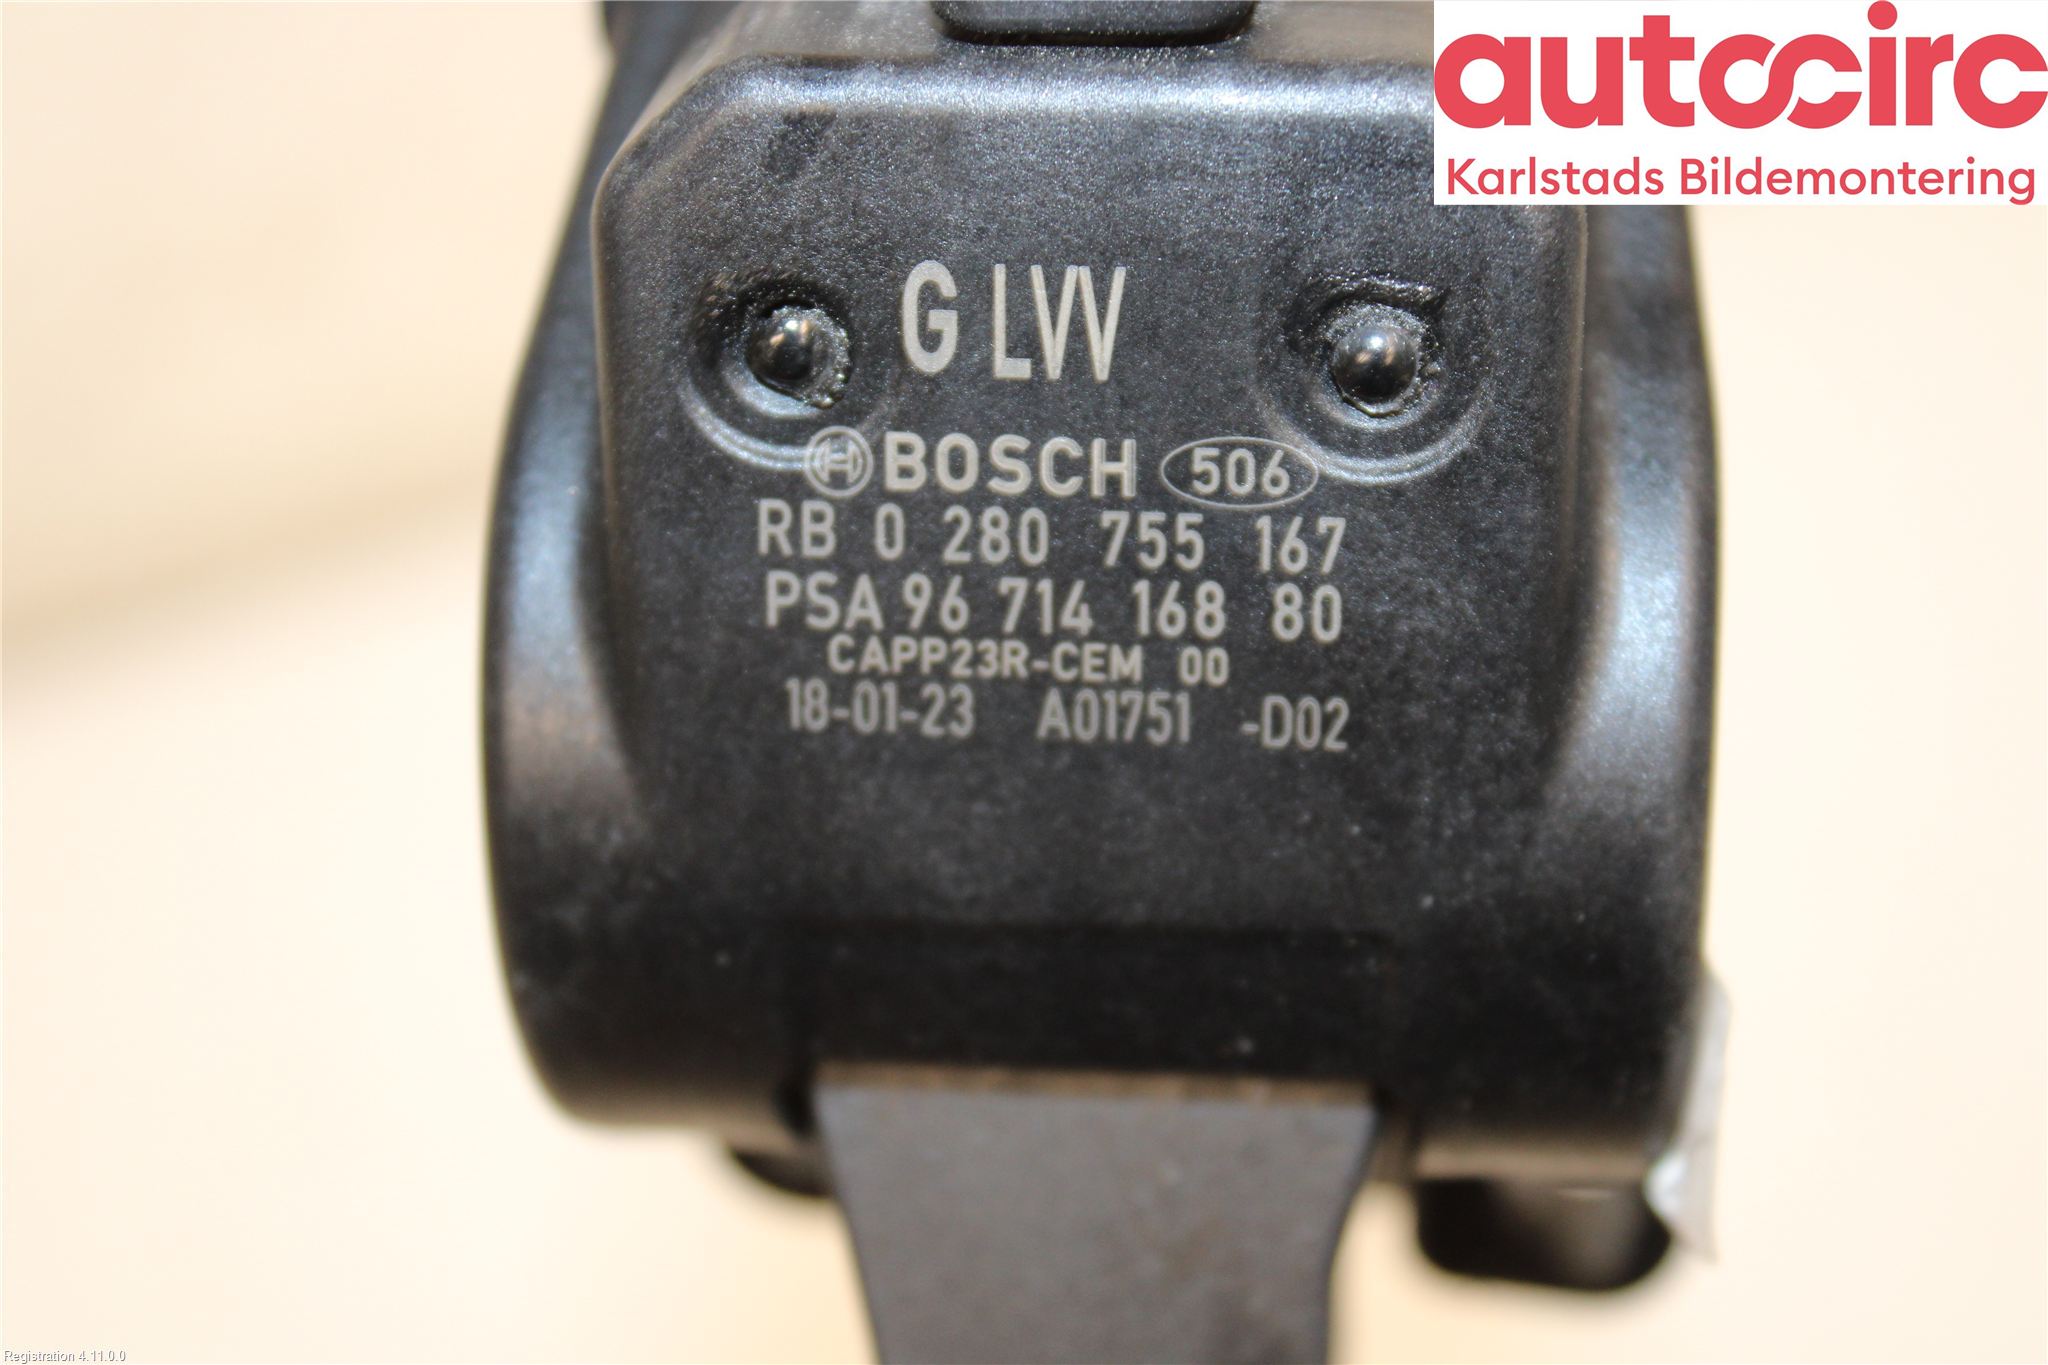 autocirc
Karlstads Bildemontering
G LW
BOSCH 506
RB 0 280 755 167
PSA 96 714 168 80
CAPP23R-CEM 00
18-01-23 A01751 -D02
Registration 4.11.0.0